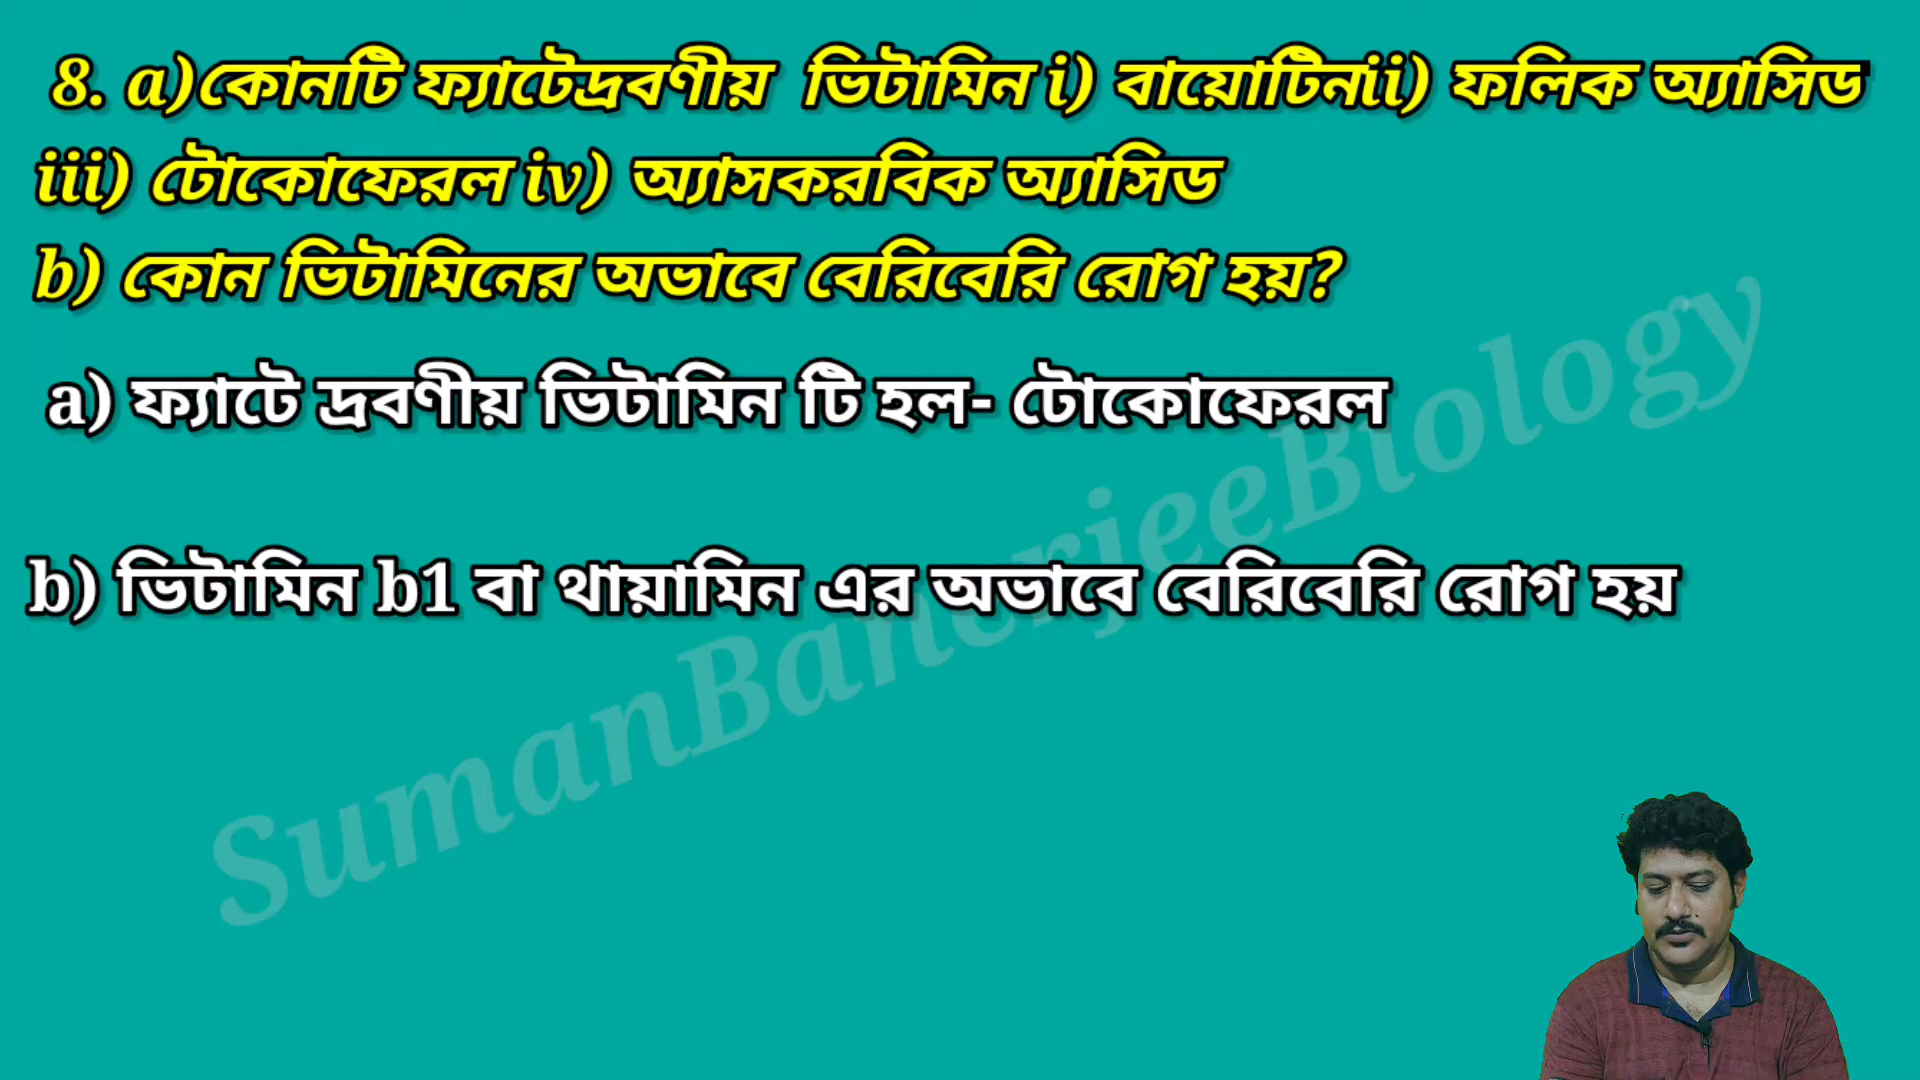 8. a)কোনটি ফ্যাটেদ্রবণীয় ভিটামিন i) বায়োটিনii) ফলিক অ্যাসিড
iii) টোকোফেরল iv) অ্যাসকরবিক অ্যাসিড
b) কোন ভিটামিনের অভাবে বেরিবেরি রোগ হয়?
a) ফ্যাটে দ্রবণীয় ভিটামিন টি হল- টোকোফেরল
b) ভিটামিন b1 বা থায়ামিন এর অভাবে বেরিবেরি রোগ হয়
SumanBanerjeeBiology